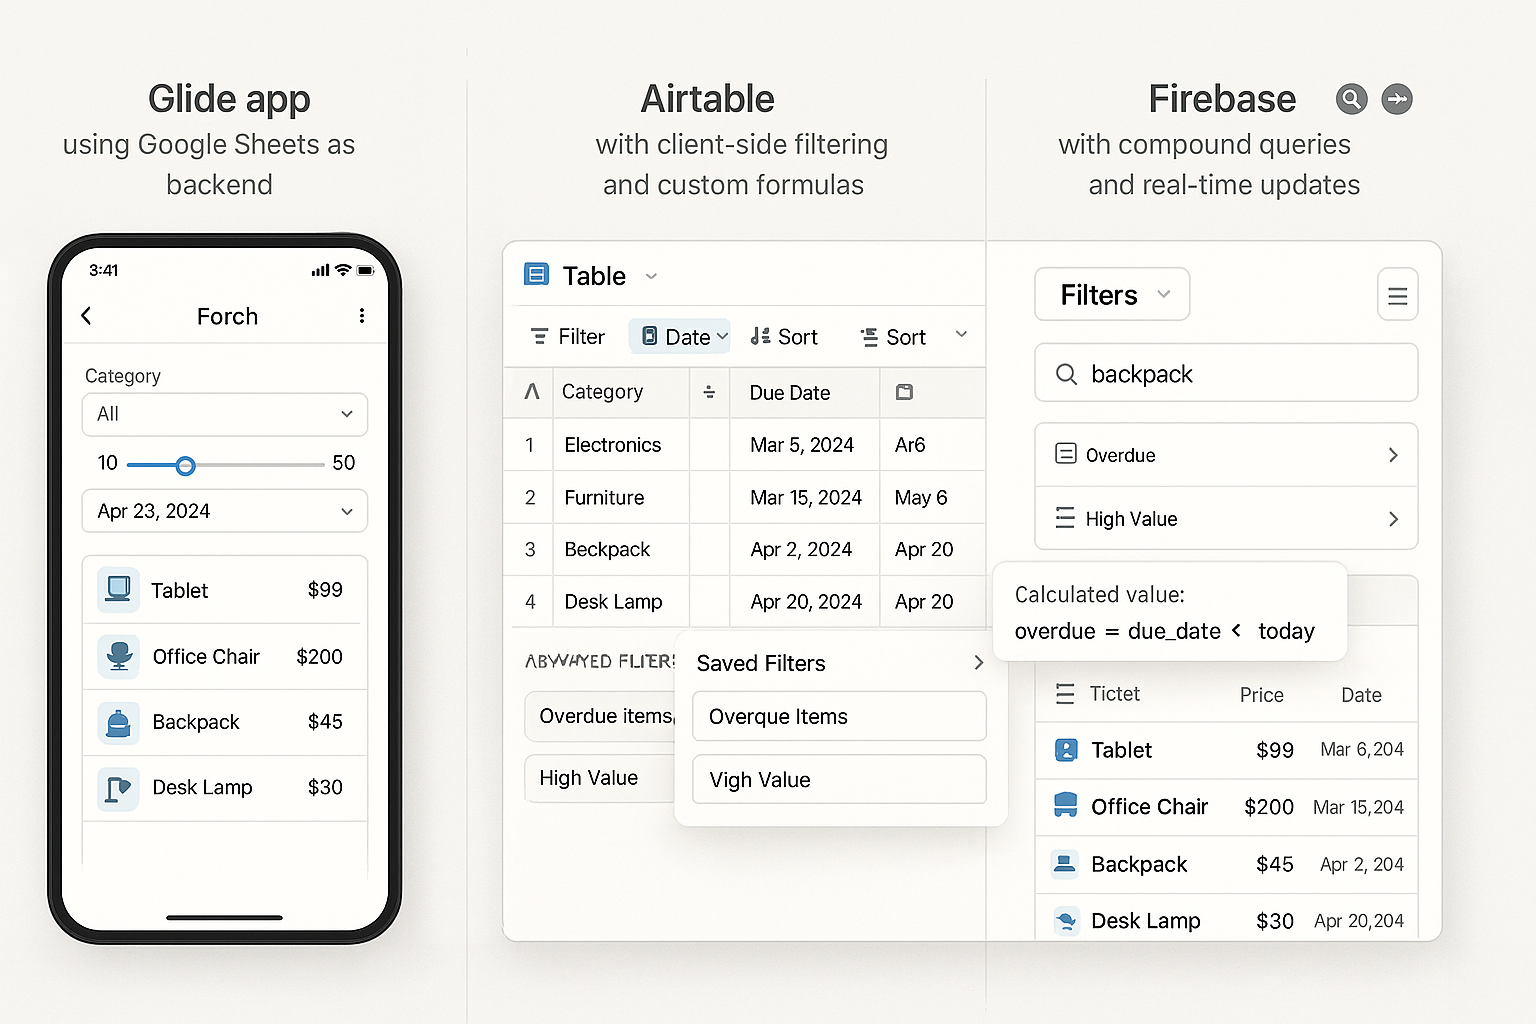 Glide app
using Google Sheets as
backend
3:41
Forch
Category
All
10 50
Apr 23, 2024
Tablet $99
Office Chair $200
Backpack $45
Desk Lamp $30
Airtable
with client-side filtering
and custom formulas
Table
Filter Date Sort Sort
Category Due Date
1 Electronics Mar 5, 2024 Ar6
2 Furniture Mar 15, 2024 May 6
3 Beckpack Apr 2, 2024 Apr 20
4 Desk Lamp Apr 20, 2024 Apr 20
Overdue items
High Value
Saved Filters
Overque Items
Vigh Value
Firebase
with compound queries
and real-time updates
Filters
backpack
Overdue
High Value
Calculated value:
overdue = due_date < today
Tictet Price Date
Tablet $99 Mar 6,204
Office Chair $200 Mar 15,204
Backpack $45 Apr 2, 204
Desk Lamp $30 Apr 20,204